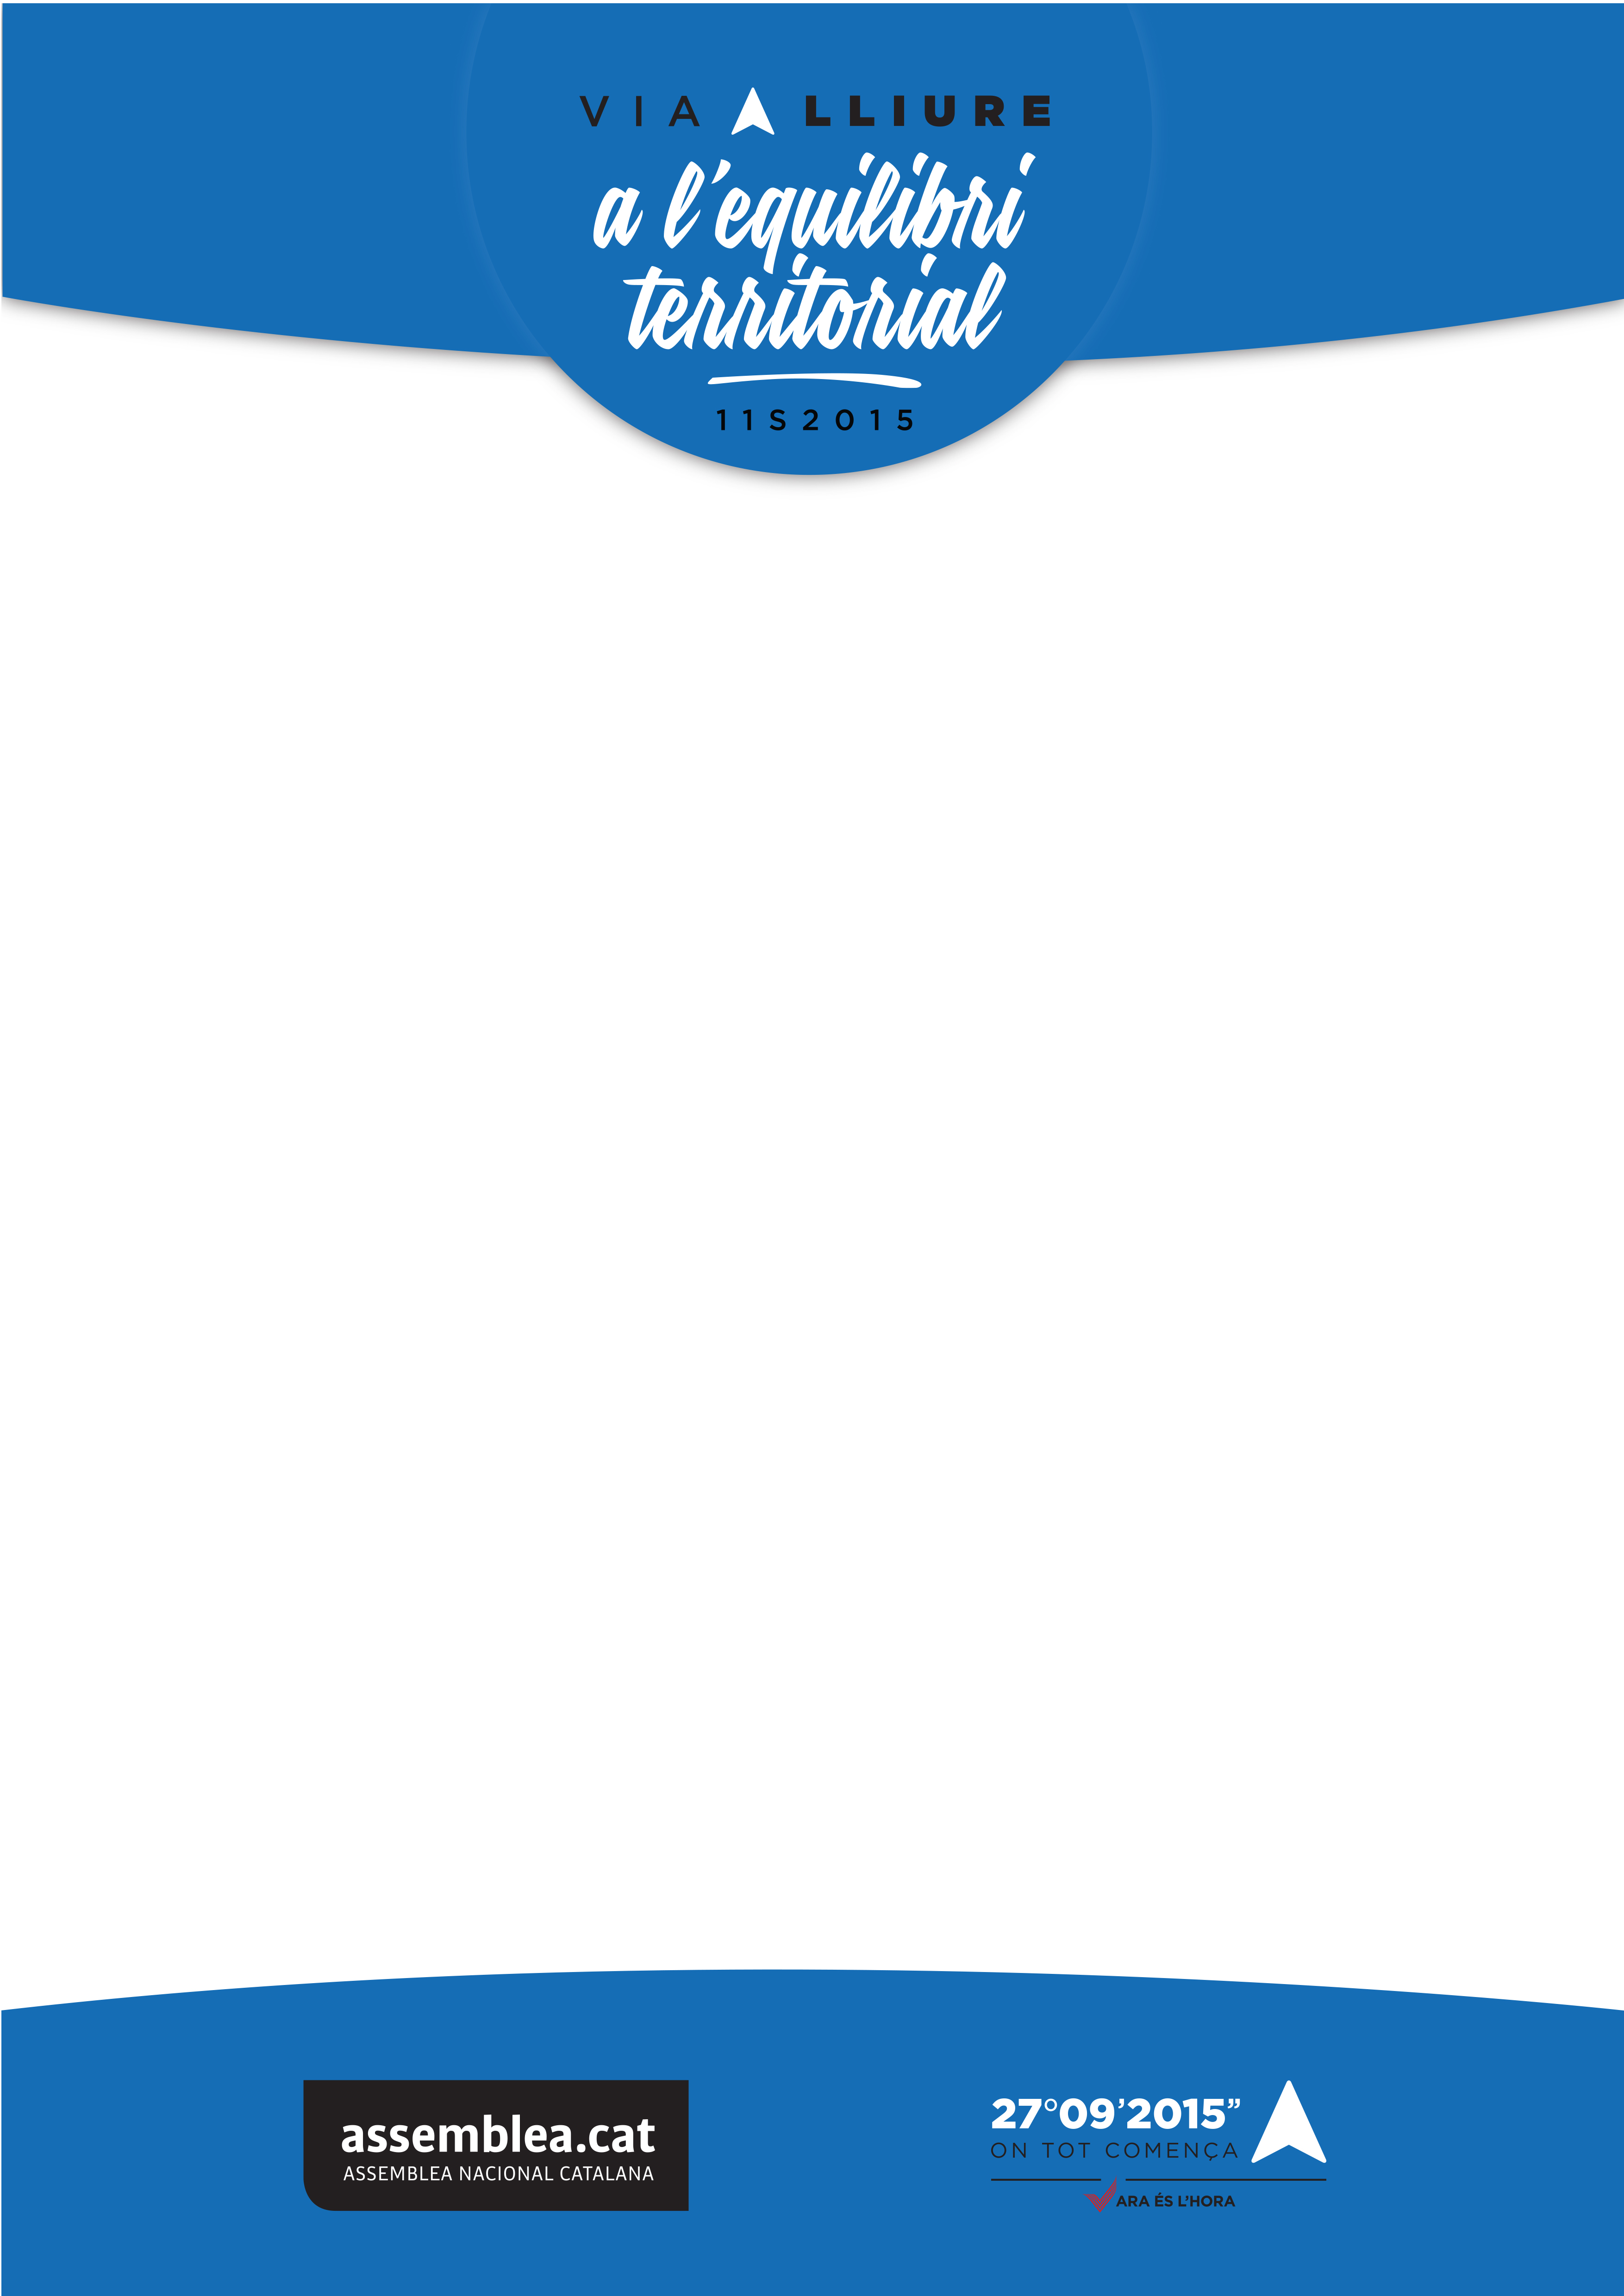 VIA LLIURE
a l’equilibri
territorial
11S2015
assemblea.cat
ASSEMBLEA NACIONAL CATALANA
27°09’2015”
ON TOT COMENÇA
ARA ÉS L’HORA